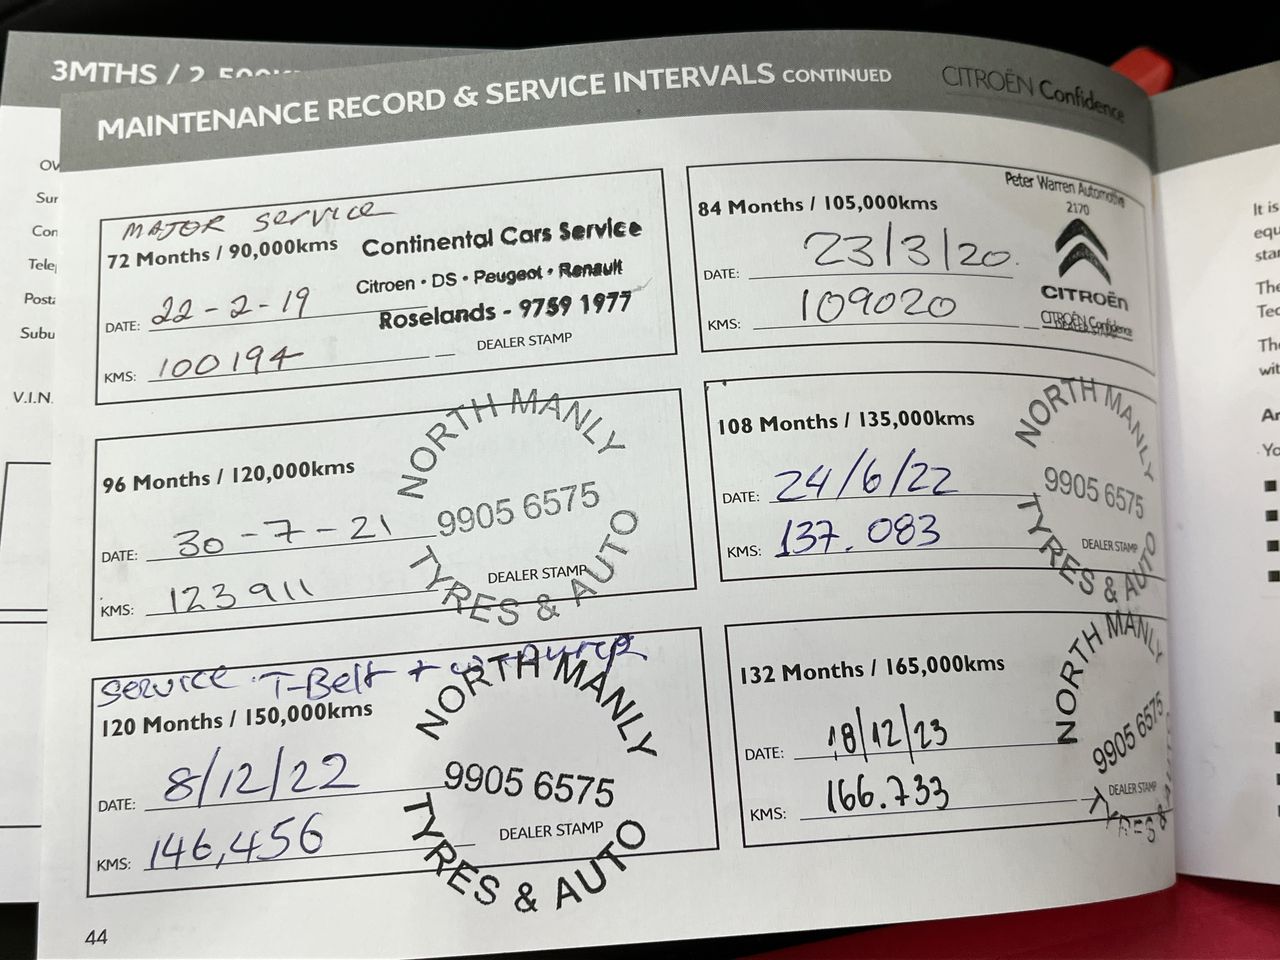 3MTHS / 2,500K
MAINTENANCE RECORD & SERVICE INTERVALS CONTINUED
CITROËN Confidence
MAJOR Service
72 Months / 90,000kms
Continental Cars Service
Citroen • DS • Peugeot • Renault
Roselands - 9759 1977
DATE: 22 - 2 - 19
DEALER STAMP
KMS: 100194
84 Months / 105,000kms
Peter Warren Automotive
2170
DATE: 23/3/20
KMS: 109020
CITROËN
CITROËN Confidence
96 Months / 120,000kms
NORTH MANLY
9905 6575
TYRES & AUTO
DATE: 30 - 7 - 21
DEALER STAMP
KMS: 123911
108 Months / 135,000kms
NORTH MANLY
9905 6575
TYRES & AUTO
DATE: 24/6/22
DEALER STAMP
KMS: 137.083
Service T-Belt +
120 Months / 150,000kms
NORTH MANLY
9905 6575
TYRES & AUTO
DATE: 8/12/22
DEALER STAMP
KMS: 146,456
132 Months / 165,000kms
NORTH MANLY
9905 6575
TYRES &
DATE: 18/12/23
DEALER STAMP
KMS: 166.733
44
V.I.N.
It is